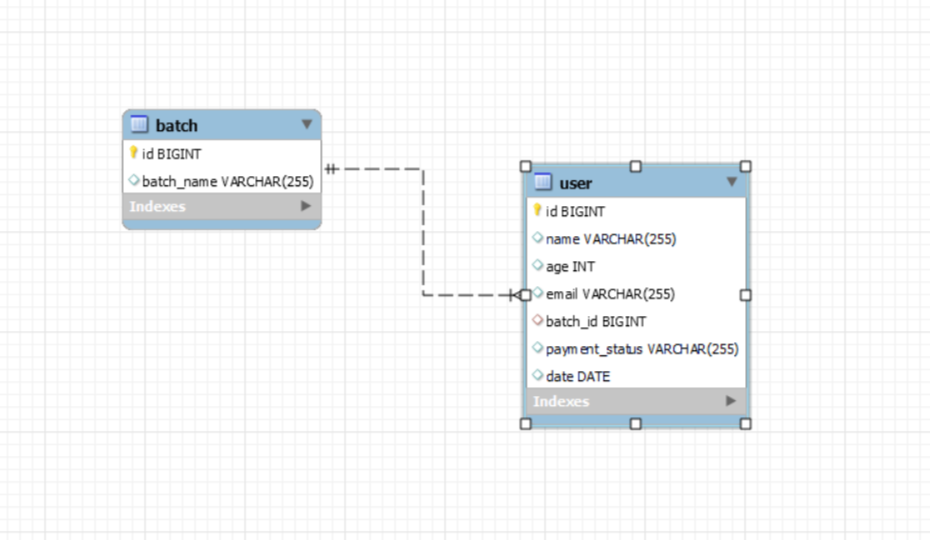 batch
id BIGINT
batch_name VARCHAR(255)
Indexes
user
id BIGINT
name VARCHAR(255)
age INT
email VARCHAR(255)
batch_id BIGINT
payment_status VARCHAR(255)
date DATE
Indexes